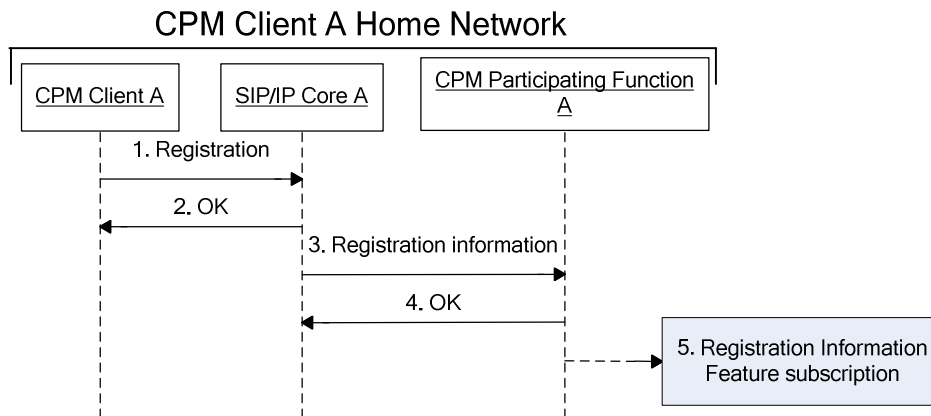 CPM Client A Home Network
CPM Client A
SIP/IP Core A
CPM Participating Function
A
1. Registration
2. OK
3. Registration information
4. OK
5. Registration Information
Feature subscription